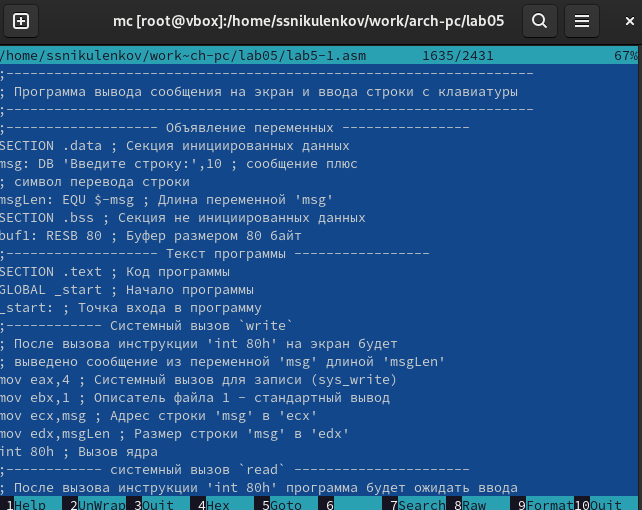 mc [root@vbox]:/home/ssnikulenkov/work/arch-pc/lab05
/home/ssnikulenkov/work~ch-pc/lab05/lab5-1.asm 1635/2431 67%
;---------------------------------------------------------------
; Программа вывода сообщения на экран и ввода строки с клавиатуры
;---------------------------------------------------------------
;------------------ Объявление переменных ---------------
SECTION .data ; Секция инициированных данных
msg: DB 'Введите строку:',10 ; сообщение плюс
; символ перевода строки
msgLen: EQU $-msg ; Длина переменной 'msg'
SECTION .bss ; Секция не инициированных данных
buf1: RESB 80 ; Буфер размером 80 байт
;------------------ Текст программы ----------------
SECTION .text ; Код программы
GLOBAL _start ; Начало программы
_start: ; Точка входа в программу
;----------- Системный вызов `write`
; После вызова инструкции 'int 80h' на экран будет
; выведено сообщение из переменной 'msg' длиной 'msgLen'
mov eax,4 ; Системный вызов для записи (sys_write)
mov ebx,1 ; Описатель файла 1 - стандартный вывод
mov ecx,msg ; Адрес строки 'msg' в 'ecx'
mov edx,msgLen ; Размер строки 'msg' в 'edx'
int 80h ; Вызов ядра
;----------- системный вызов `read` ---------------------
; После вызова инструкции 'int 80h' программа будет ожидать ввода
1Help 2UnWrap 3Quit 4Hex 5Goto 6 7Search 8Raw 9Format 10Quit